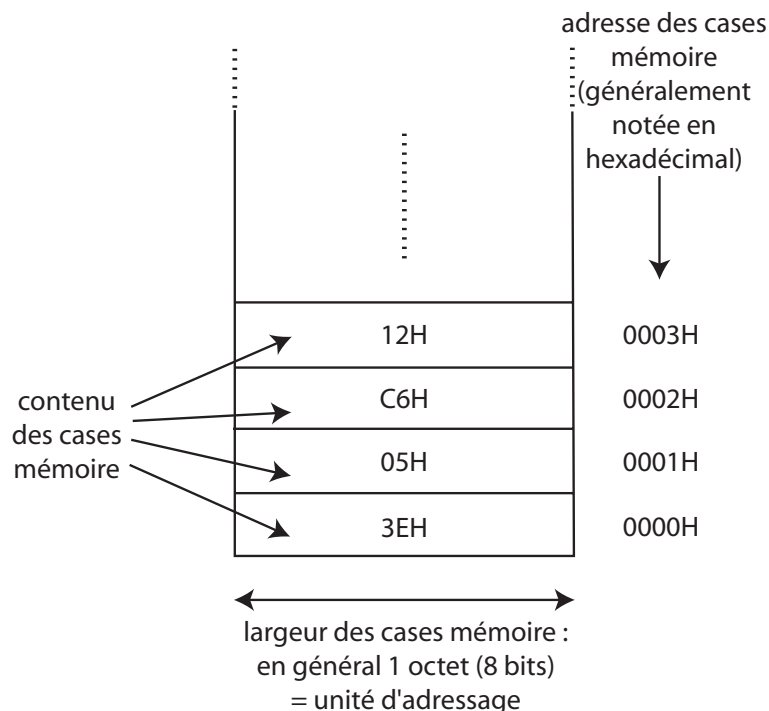 adresse des cases
mémoire
(généralement
notée en
hexadécimal)
12H
0003H
C6H
0002H
05H
0001H
3EH
0000H
contenu
des cases
mémoire
largeur des cases mémoire :
en général 1 octet (8 bits)
= unité d'adressage